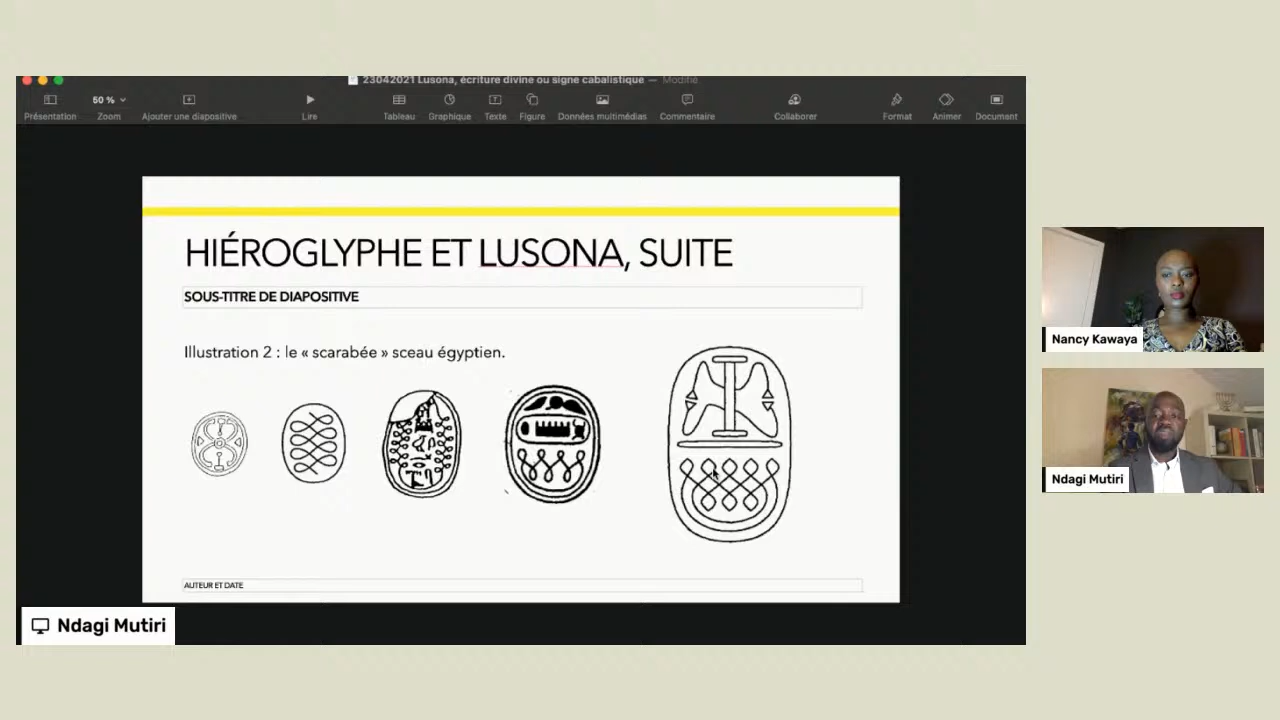 23042021 Lusona, écriture divine ou signe cabalistique — Modifié
50 %
Présentation
Zoom
Ajouter une diapositive
Lire
Tableau
Graphique
Texte
Figure
Données multimédias
Commentaire
Collaborer
Format
Animer
Document
HIÉROGLYPHE ET LUSONA, SUITE
SOUS-TITRE DE DIAPOSITIVE
Illustration 2 : le « scarabée » sceau égyptien.
AUTEUR ET DATE
Ndagi Mutiri
Nancy Kawaya
Ndagi Mutiri